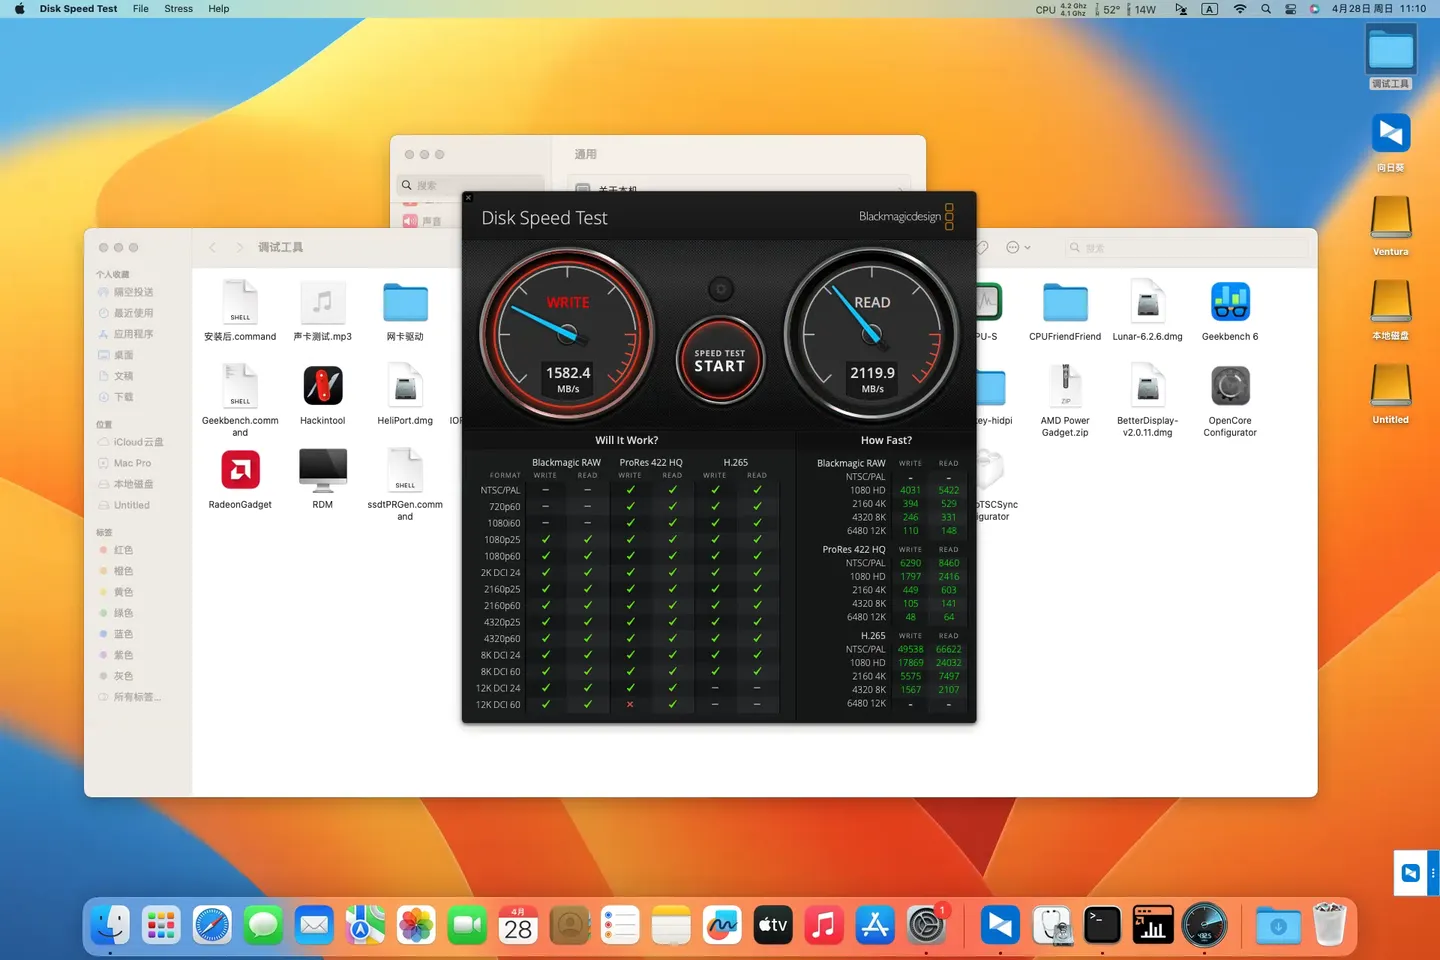 Disk Speed Test File Stress Help
CPU 4.2 Ghz 4.1 Ghz 52° 14W A 4月28日 周日 11:10
调试工具
向日葵
Ventura
本地磁盘
Untitled
通用
搜索
关于本机
声音
调试工具
搜索
个人收藏
隔空投送
最近使用
应用程序
桌面
文稿
下载
位置
iCloud云盘
Mac Pro
本地磁盘
Untitled
标签
红色
橙色
黄色
绿色
蓝色
紫色
灰色
所有标签...
SHELL
安装后.command
声卡测试.mp3
网卡驱动
PU-S
CPUFriendFriend
Lunar-6.2.6.dmg
Geekbench 6
SHELL
Geekbench.comm
and
Hackintool
HeliPort.dmg
ey-hidpi
ZIP
AMD Power
Gadget.zip
BetterDisplay-
v2.0.11.dmg
OpenCore
Configurator
RadeonGadget
RDM
SHELL
ssdtPRGen.comm
and
TSCSync
igurator
Disk Speed Test
Blackmagicdesign
WRITE
1582.4
MB/s
SPEED TEST
START
READ
2119.9
MB/s
Will It Work?
Blackmagic RAW ProRes 422 HQ H.265
FORMAT WRITE READ WRITE READ WRITE READ
NTSC/PAL – – ✓ ✓ ✓ ✓
720p60 – – ✓ ✓ ✓ ✓
1080i60 – – ✓ ✓ ✓ ✓
1080p25 ✓ ✓ ✓ ✓ ✓ ✓
1080p60 ✓ ✓ ✓ ✓ ✓ ✓
2K DCI 24 ✓ ✓ ✓ ✓ ✓ ✓
2160p25 ✓ ✓ ✓ ✓ ✓ ✓
2160p60 ✓ ✓ ✓ ✓ ✓ ✓
4320p25 ✓ ✓ ✓ ✓ ✓ ✓
4320p60 ✓ ✓ ✓ ✓ ✓ ✓
8K DCI 24 ✓ ✓ ✓ ✓ ✓ ✓
8K DCI 60 ✓ ✓ ✓ ✓ ✓ ✓
12K DCI 24 ✓ ✓ ✓ ✓ – –
12K DCI 60 ✓ ✓ × ✓ – –
How Fast?
Blackmagic RAW WRITE READ
NTSC/PAL - -
1080 HD 4031 5422
2160 4K 394 529
4320 8K 246 331
6480 12K 110 148
ProRes 422 HQ WRITE READ
NTSC/PAL 6290 8460
1080 HD 1797 2416
2160 4K 449 603
4320 8K 105 141
6480 12K 48 64
H.265 WRITE READ
NTSC/PAL 49538 66622
1080 HD 17869 24032
2160 4K 5575 7497
4320 8K 1567 2107
6480 12K - -
4月
28
tv
1